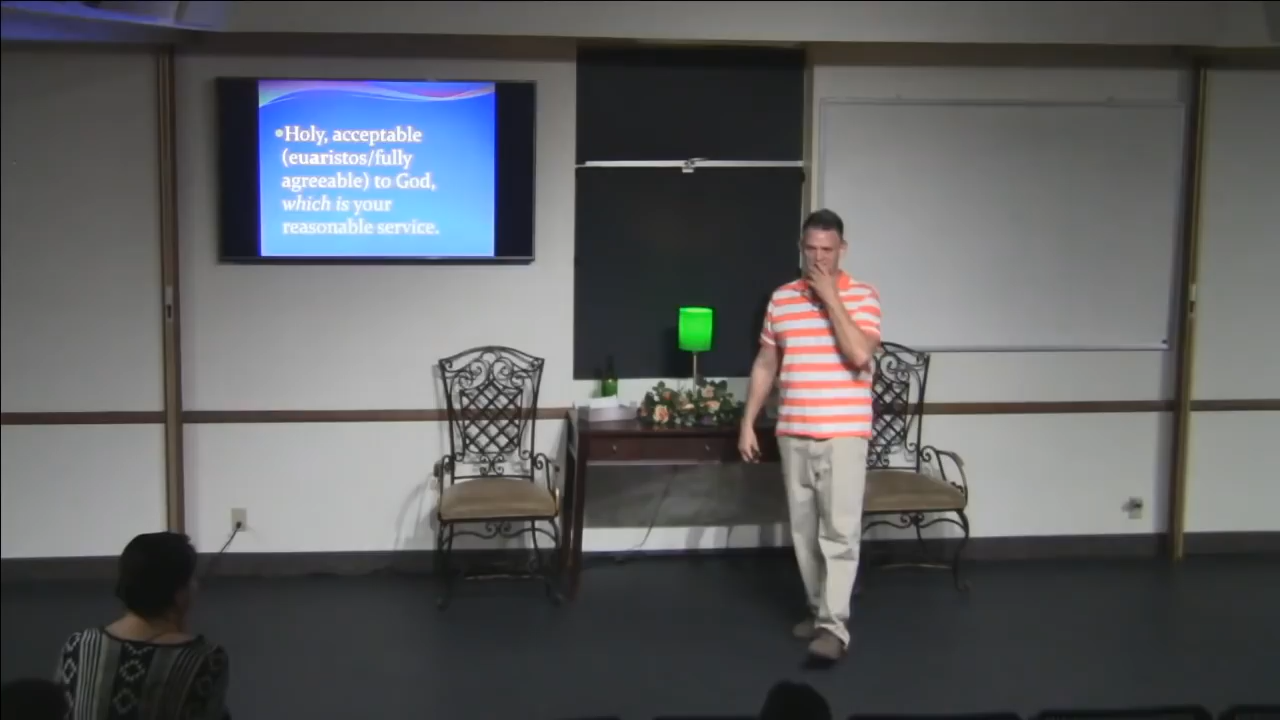 •Holy, acceptable
(euaristos/fully
agreeable) to God,
which is your
reasonable service.